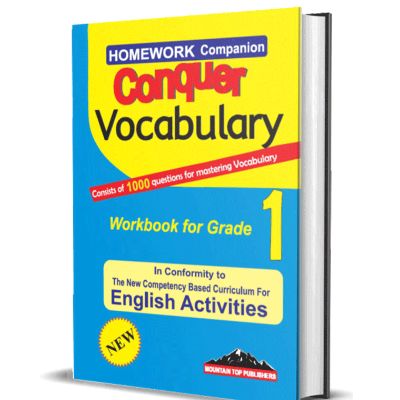 HOMEWORK Companion
Conquer
Vocabulary
Consists of 1000 questions for mastering Vocabulary
Workbook for Grade 1
In Conformity to
The New Competency Based Curriculum For
English Activities
NEW
MOUNTAIN TOP PUBLISHERS